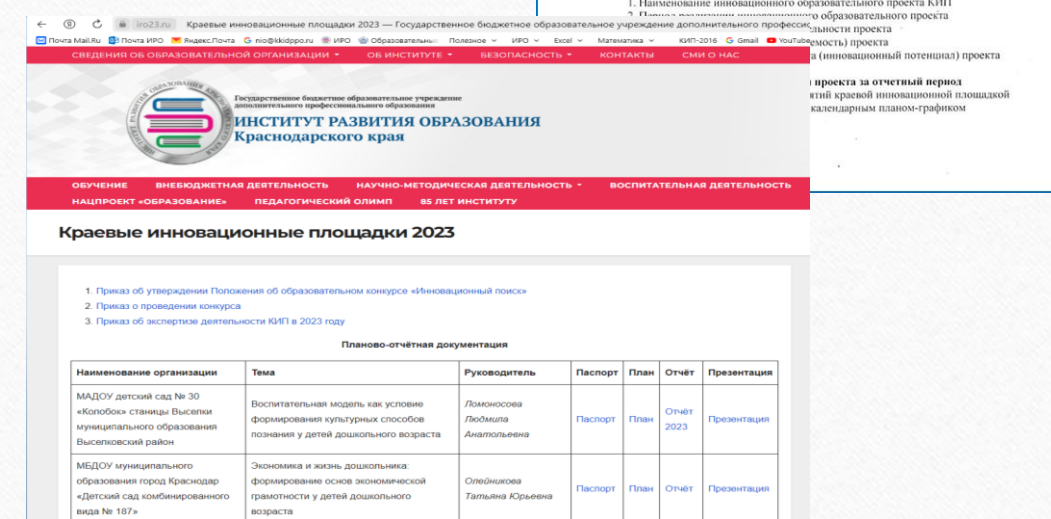 iro23.ru Краевые инновационные площадки 2023 — Государственное бюджетное образовательное учреждение дополнительного професси
Почта Mail.Ru Почта ИРО Яндекс.Почта nio@kkidppo.ru ИРО Образовательны Полезное ИРО Excel Математика КИП-2016 Gmail YouTube
СВЕДЕНИЯ ОБ ОБРАЗОВАТЕЛЬНОЙ ОРГАНИЗАЦИИ ОБ ИНСТИТУТЕ БЕЗОПАСНОСТЬ КОНТАКТЫ СМИ О НАС
Государственное бюджетное образовательное учреждение
дополнительного профессионального образования
ИНСТИТУТ РАЗВИТИЯ ОБРАЗОВАНИЯ
Краснодарского края
ОБУЧЕНИЕ ВНЕБЮДЖЕТНАЯ ДЕЯТЕЛЬНОСТЬ НАУЧНО-МЕТОДИЧЕСКАЯ ДЕЯТЕЛЬНОСТЬ ВОСПИТАТЕЛЬНАЯ ДЕЯТЕЛЬНОСТЬ
НАЦПРОЕКТ «ОБРАЗОВАНИЕ» ПЕДАГОГИЧЕСКИЙ ОЛИМП 85 ЛЕТ ИНСТИТУТУ
Краевые инновационные площадки 2023
1. Приказ об утверждении Положения об образовательном конкурсе «Инновационный поиск»
2. Приказ о проведении конкурса
3. Приказ об экспертизе деятельности КИП в 2023 году
Планово-отчётная документация
Наименование организации Тема Руководитель Паспорт План Отчёт Презентация
МАДОУ детский сад № 30
«Колобок» станицы Выселки
муниципального образования
Выселковский район
Воспитательная модель как условие
формирования культурных способов
познания у детей дошкольного возраста
Ломоносова
Людмила
Анатольевна
Паспорт
План
Отчёт
2023
Презентация
МБДОУ муниципального
образования город Краснодар
«Детский сад комбинированного
вида № 187»
Экономика и жизнь дошкольника:
формирование основ экономической
грамотности у детей дошкольного
возраста
Олейникова
Татьяна Юрьевна
Паспорт
План
Отчёт
Презентация
1. Наименование инновационного образовательного проекта КИП
2. Период реализации инновационного образовательного проекта
проекта
проекта
(инновационный потенциал) проекта
проекта за отчетный период
краевой инновационной площадкой
календарным планом-графиком